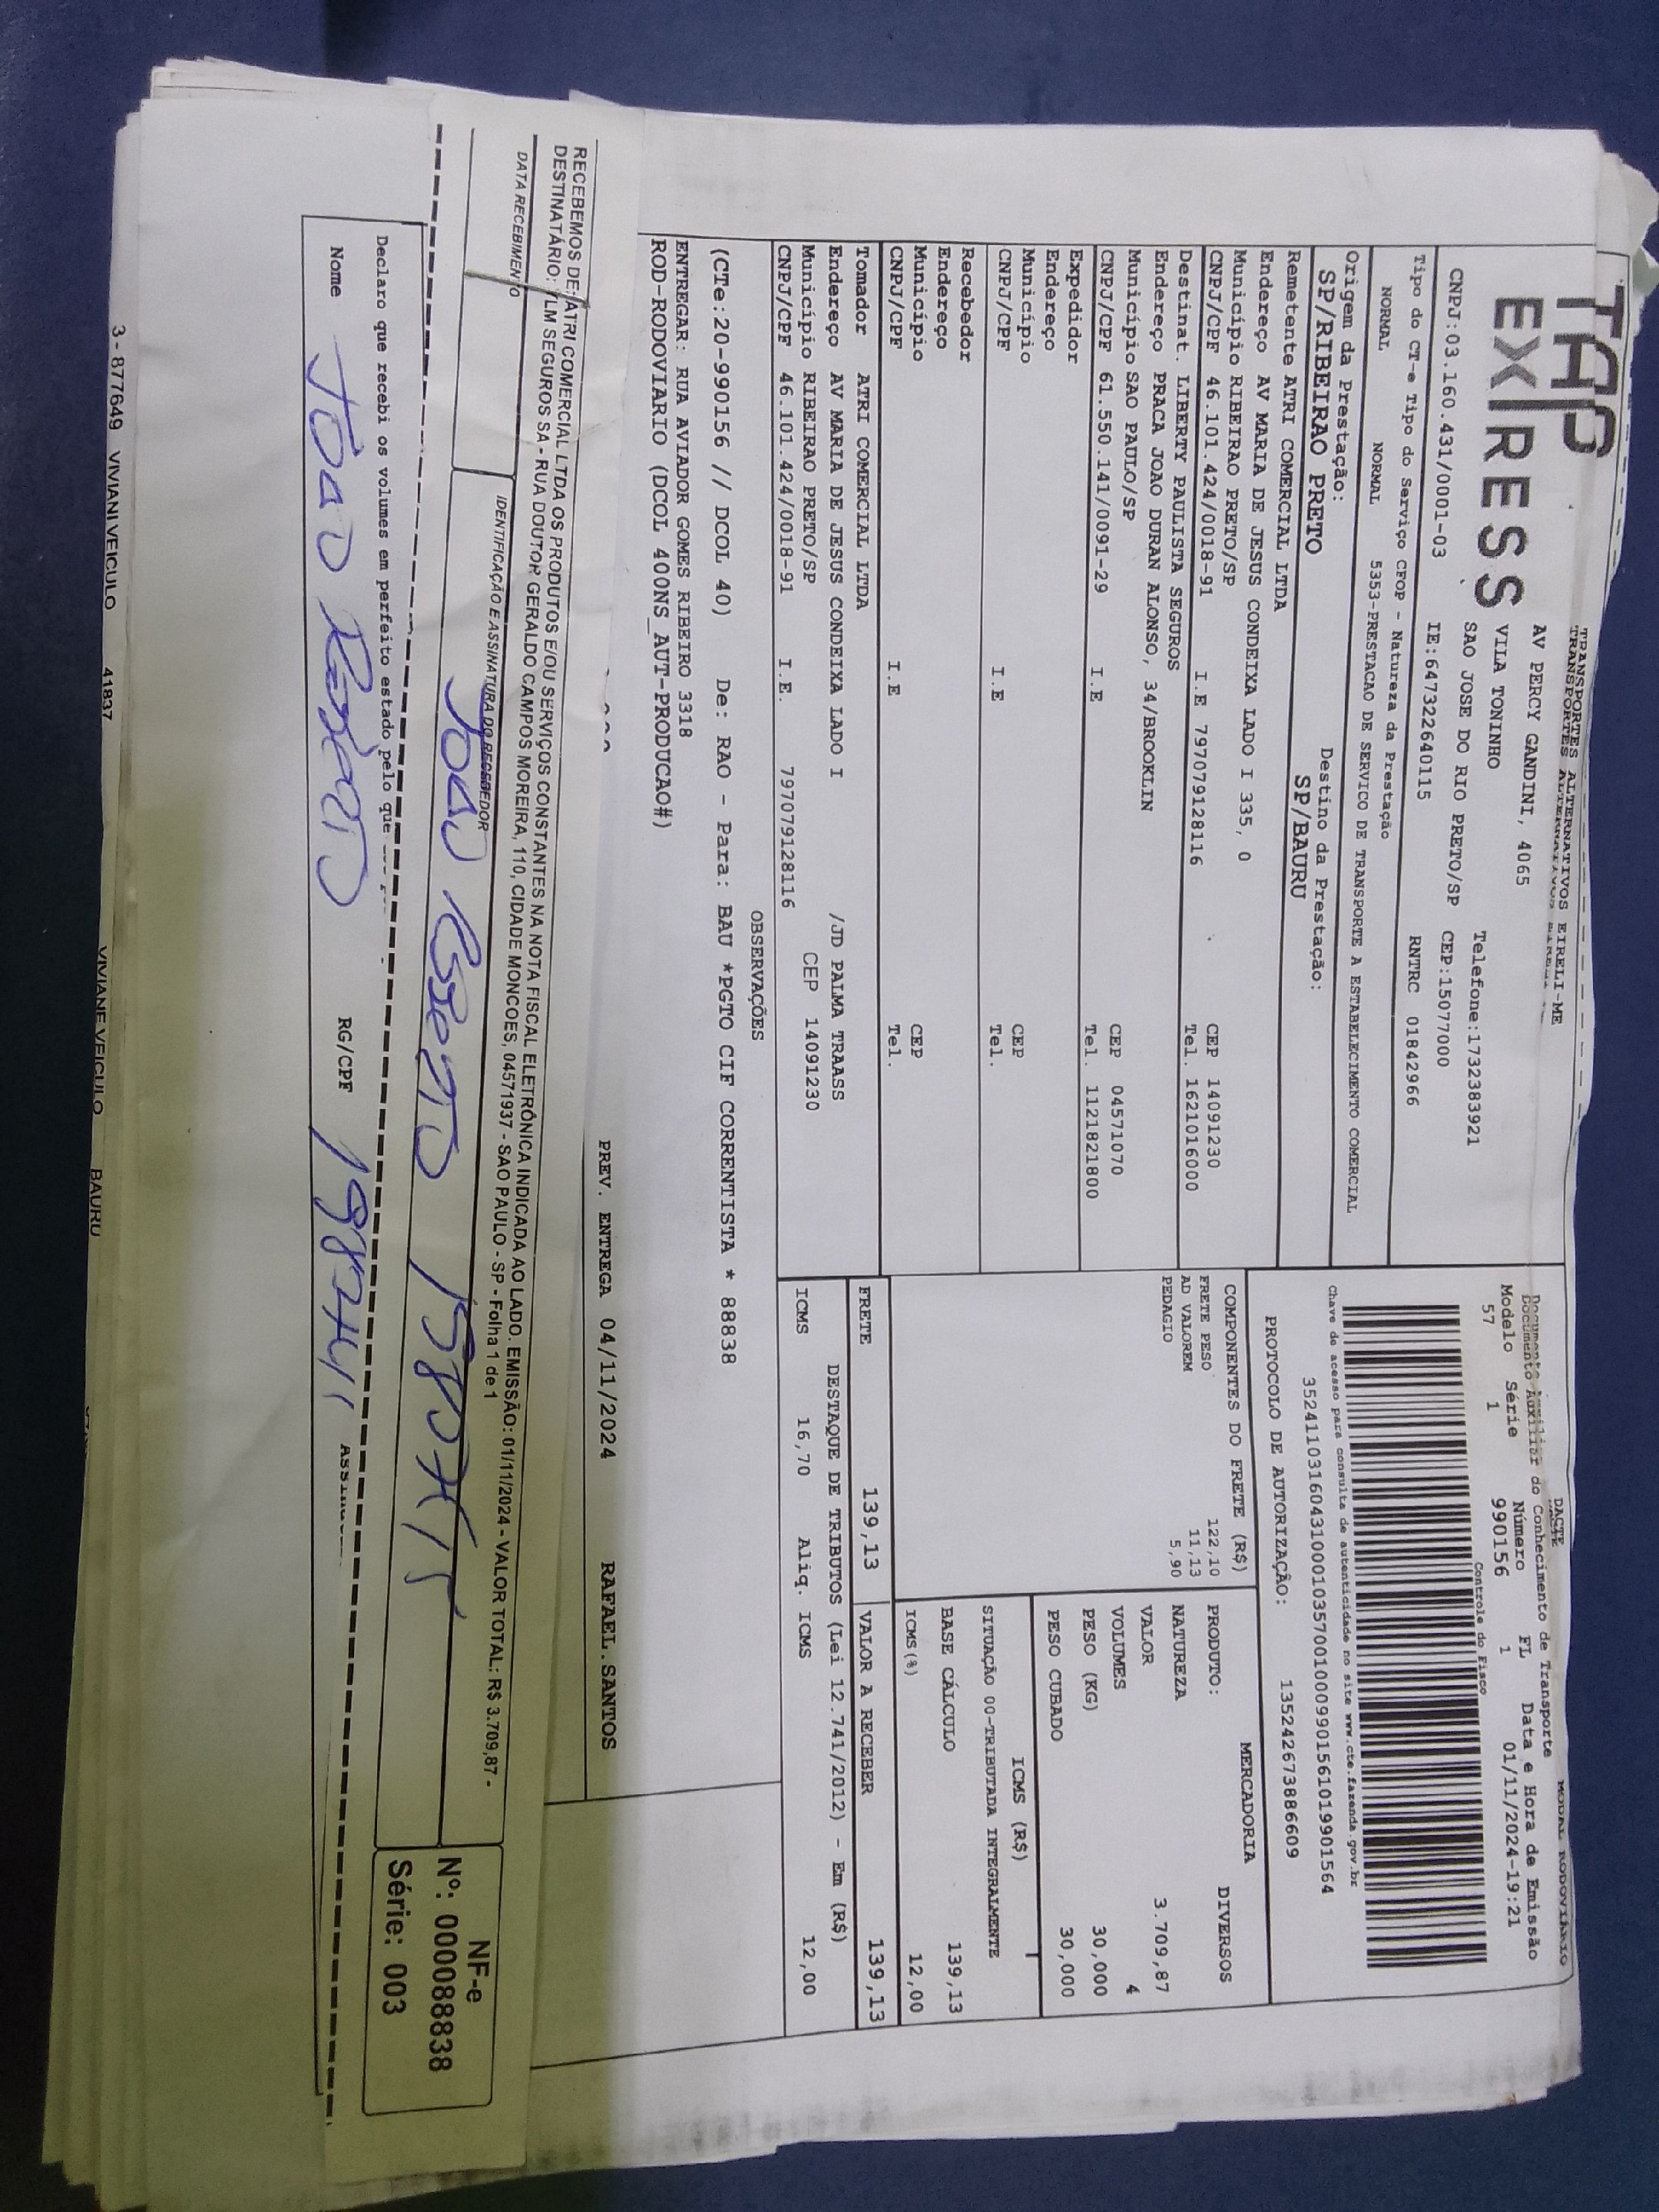 TAP
EXPRESS
TRANSPORTES ALTERNATIVOS EIRELI-ME
AV PERCY GANDINI, 4065
VILA TONINHO
SAO JOSE DO RIO PRETO/SP CEP:15077000
Telefone:1732383921
CNPJ:03.160.431/0001-03 IE:647322640115 RNTRC 01842966
DACTE MODAL RODOVIÁRIO
Documento Auxiliar do Conhecimento de Transporte
Modelo Série Número FL Data e Hora de Emissão
57 1 990156 1 01/11/2024-19:21
Controle do Fisco
Tipo do CT-e Tipo do Serviço CFOP - Natureza da Prestação
NORMAL NORMAL 5353-PRESTACAO DE SERVICO DE TRANSPORTE A ESTABELECIMENTO COMERCIAL
Chave de acesso para consulta de autenticidade no site www.cte.fazenda.gov.br
35241103160431000103570010009901561019901564
Origem da Prestação: Destino da Prestação:
SP/RIBEIRAO PRETO SP/BAURU
PROTOCOLO DE AUTORIZAÇÃO: 135242673886609
Remetente ATRI COMERCIAL LTDA
Endereço AV MARIA DE JESUS CONDEIXA LADO I 335, 0
Município RIBEIRAO PRETO/SP CEP 14091230
CNPJ/CPF 46.101.424/0018-91 I.E 797079128116 Tel. 1621016000
Destinat. LIBERTY PAULISTA SEGUROS
Endereço PRACA JOAO DURAN ALONSO, 34/BROOKLIN
Município SAO PAULO/SP CEP 04571070
CNPJ/CPF 61.550.141/0091-29 I.E Tel. 1121821800
Expedidor
Endereço
Município CEP
CNPJ/CPF I.E Tel.
Recebedor
Endereço
Município CEP
CNPJ/CPF I.E Tel.
COMPONENTES DO FRETE (R$)
FRETE PESO 122,10
AD VALOREM 11,13
PEDAGIO 5,90
MERCADORIA
PRODUTO: DIVERSOS
NATUREZA
VALOR 3.709,87
VOLUMES 4
PESO (KG) 30,000
PESO CUBADO 30,000
ICMS (R$)
SITUAÇÃO 00-TRIBUTADA INTEGRALMENTE
BASE CÁLCULO 139,13
ICMS (%) 12,00
Tomador ATRI COMERCIAL LTDA
Endereço AV MARIA DE JESUS CONDEIXA LADO I /JD PALMA TRAASS
Município RIBEIRAO PRETO/SP CEP 14091230
CNPJ/CPF 46.101.424/0018-91 I.E. 797079128116
FRETE 139,13 VALOR A RECEBER 139,13
DESTAQUE DE TRIBUTOS (Lei 12.741/2012) - Em (R$)
ICMS 16,70 Aliq. ICMS 12,00
OBSERVAÇÕES
(CTe:20-990156 // DCOL 40) De: RAO - Para: BAU *PGTO CIF CORRENTISTA * 88838
ENTREGAR: RUA AVIADOR GOMES RIBEIRO 3318
ROD-RODOVIARIO (DCOL 400NS_AUT-PRODUCAO#)
PREV. ENTREGA 04/11/2024 RAFAEL.SANTOS
RECEBEMOS DE ATRI COMERCIAL LTDA OS PRODUTOS E/OU SERVIÇOS CONSTANTES NA NOTA FISCAL ELETRÔNICA INDICADA AO LADO. EMISSÃO: 01/11/2024 - VALOR TOTAL: R$ 3.709,87 -
DESTINATÁRIO: YLM SEGUROS SA - RUA DOUTOR GERALDO CAMPOS MOREIRA, 110, CIDADE MONCOES, 04571937 - SAO PAULO - SP - Folha 1 de 1
DATA RECEBIMENTO IDENTIFICAÇÃO E ASSINATURA DO RECEBEDOR
João
NF-e
Nº: 000088838
Série: 003
Declaro que recebi os volumes em perfeito estado pelo que
Nome João RG/CPF
3 - 877649 VIVIANI VEICULO 41837
VIVIANE VEICULO BAURU